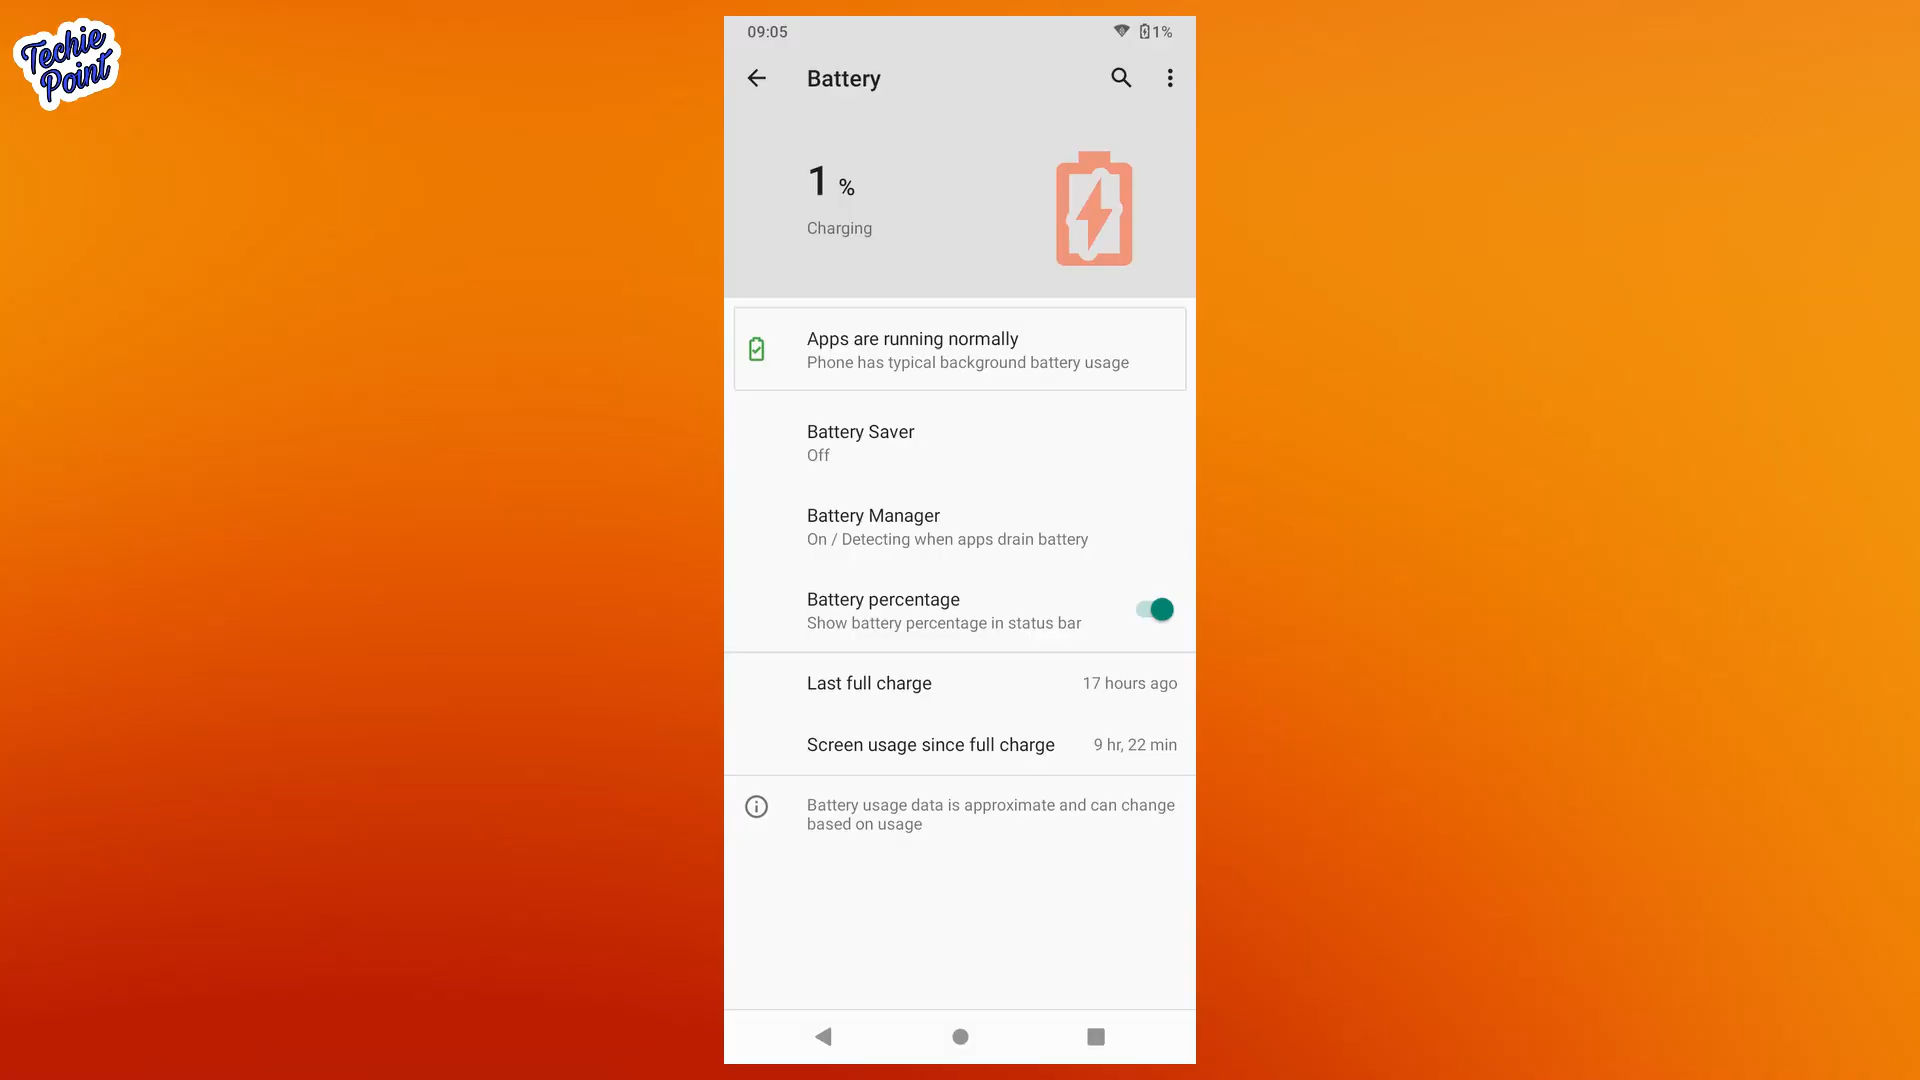 Techie
Point
09:05
1%
Battery
1 %
Charging
Apps are running normally
Phone has typical background battery usage
Battery Saver
Off
Battery Manager
On / Detecting when apps drain battery
Battery percentage
Show battery percentage in status bar
Last full charge
17 hours ago
Screen usage since full charge
9 hr, 22 min
Battery usage data is approximate and can change
based on usage